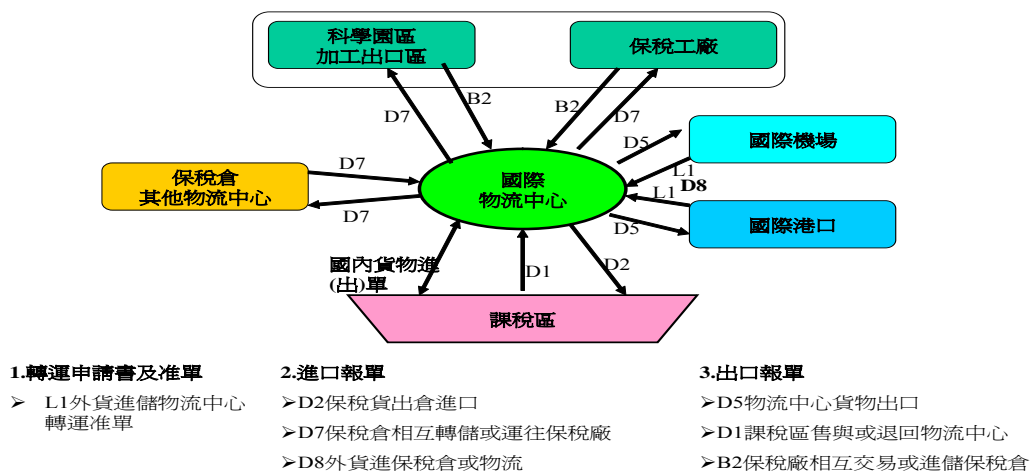 科學園區
加工出口區
保稅工廠
B2
D7
B2
D7
D5
國際機場
L1
D8
L1
D7
保稅倉
其他物流中心
D7
國際
物流中心
D5
國際港口
國內貨物進
(出)單
D1
D2
課稅區
1.轉運申請書及准單
➢ L1外貨進儲物流中心
轉運准單
2.進口報單
➢D2保稅貨出倉進口
➢D7保稅倉相互轉儲或運往保稅廠
➢D8外貨進保稅倉或物流
3.出口報單
➢D5物流中心貨物出口
➢D1課稅區售與或退回物流中心
➢B2保稅廠相互交易或進儲保稅倉